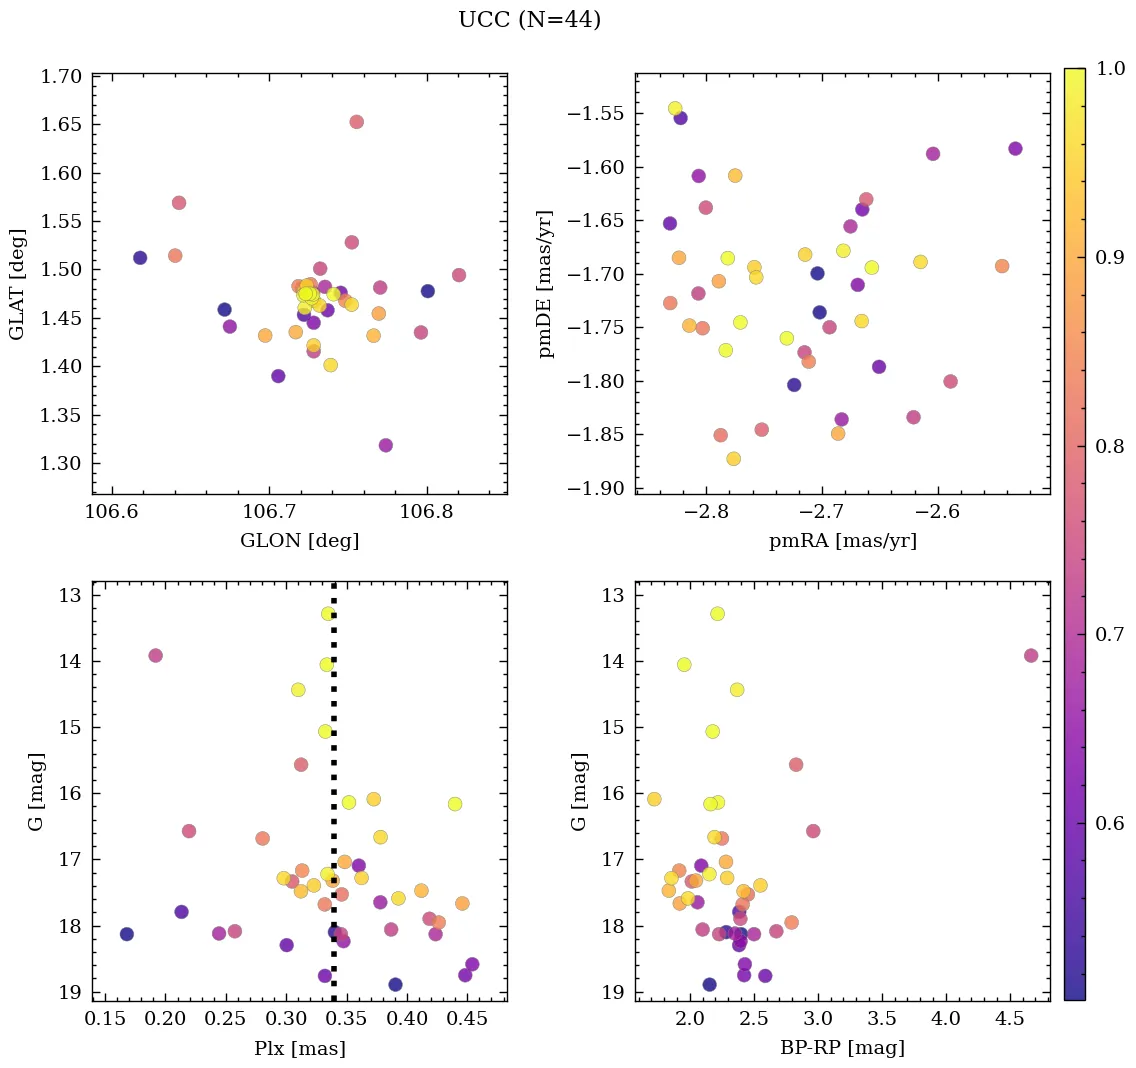 UCC (N=44)
1.70
1.65
1.60
1.55
1.50
1.45
1.40
1.35
1.30
GLAT [deg]
106.6 106.7 106.8
GLON [deg]
−1.55
−1.60
−1.65
−1.70
−1.75
−1.80
−1.85
−1.90
pmDE [mas/yr]
−2.8 −2.7 −2.6
pmRA [mas/yr]
1.0
0.9
0.8
0.7
0.6
13
14
15
16
17
18
19
G [mag]
0.15 0.20 0.25 0.30 0.35 0.40 0.45
Plx [mas]
13
14
15
16
17
18
19
G [mag]
2.0 2.5 3.0 3.5 4.0 4.5
BP-RP [mag]